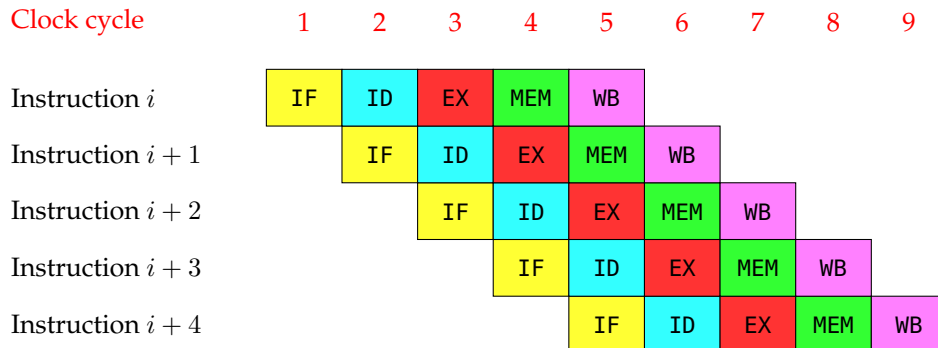 Clock cycle 1 2 3 4 5 6 7 8 9
Instruction i IF ID EX MEM WB
Instruction i + 1 IF ID EX MEM WB
Instruction i + 2 IF ID EX MEM WB
Instruction i + 3 IF ID EX MEM WB
Instruction i + 4 IF ID EX MEM WB